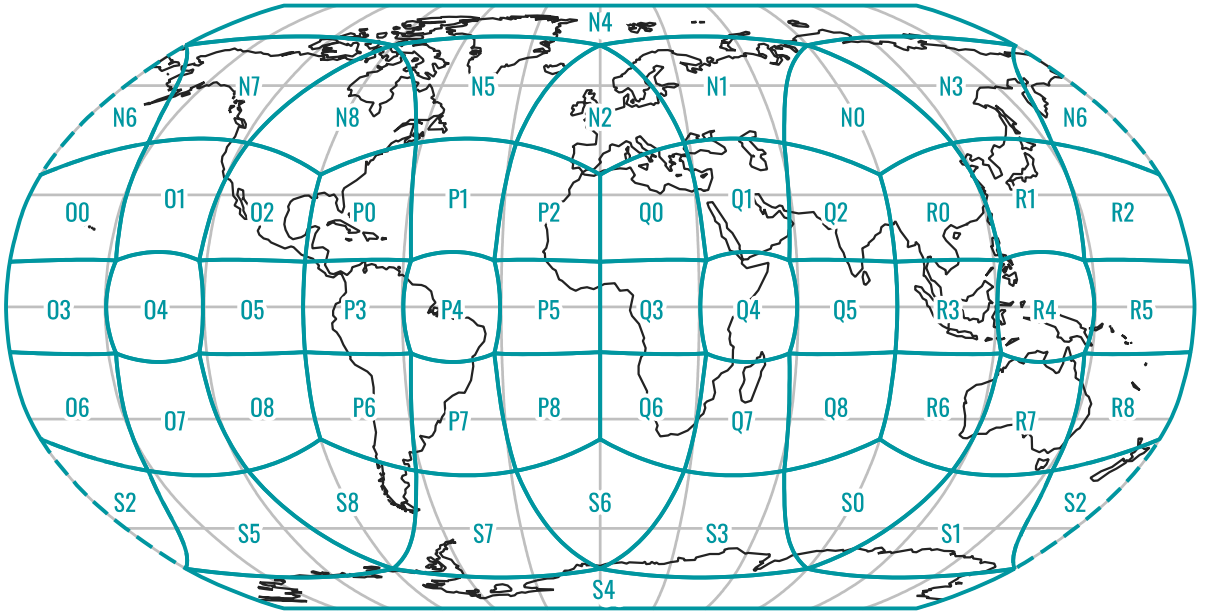 N4
N7 N5 N1 N3
N6 N8 N2 N0 N6
O1 P1 Q1 R1
O0 O2 P0 P2 Q0 Q2 R0 R2
O3 O4 O5 P3 P4 P5 Q3 Q4 Q5 R3 R4 R5
O6 O8 P6 P8 Q6 Q8 R6 R8
O7 P7 Q7 R7
S2 S8 S6 S0 S2
S5 S7 S3 S1
S4